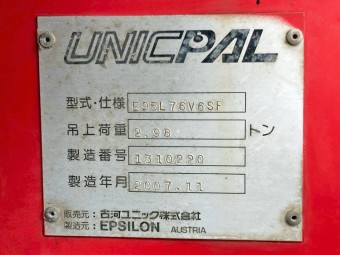 UNICPAL
型式・仕様 E95L76V6SF
吊上荷重 2.98 トン
製造番号 1310220
製造年月 2007.11
販売元：古河ユニック株式会社
製造元：EPSILON AUSTRIA